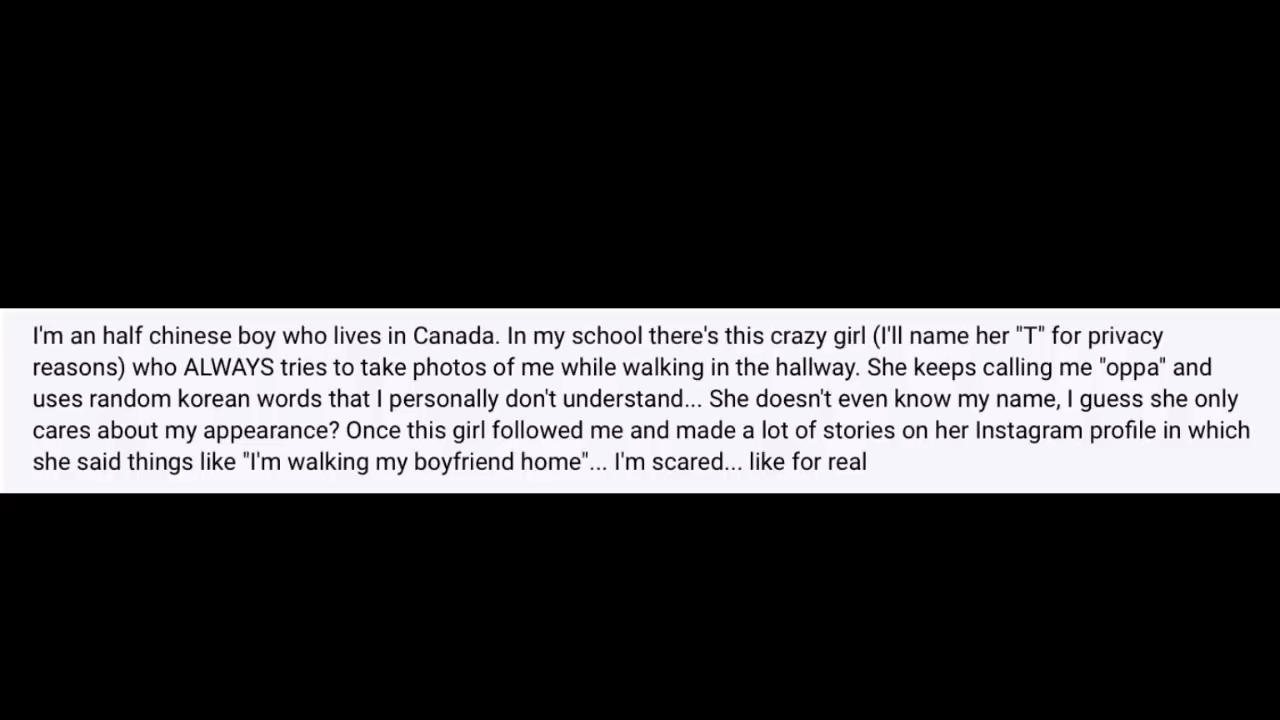 I'm an half chinese boy who lives in Canada. In my school there's this crazy girl (I'll name her "T" for privacy
reasons) who ALWAYS tries to take photos of me while walking in the hallway. She keeps calling me "oppa" and
uses random korean words that I personally don't understand... She doesn't even know my name, I guess she only
cares about my appearance? Once this girl followed me and made a lot of stories on her Instagram profile in which
she said things like "I'm walking my boyfriend home"... I'm scared... like for real